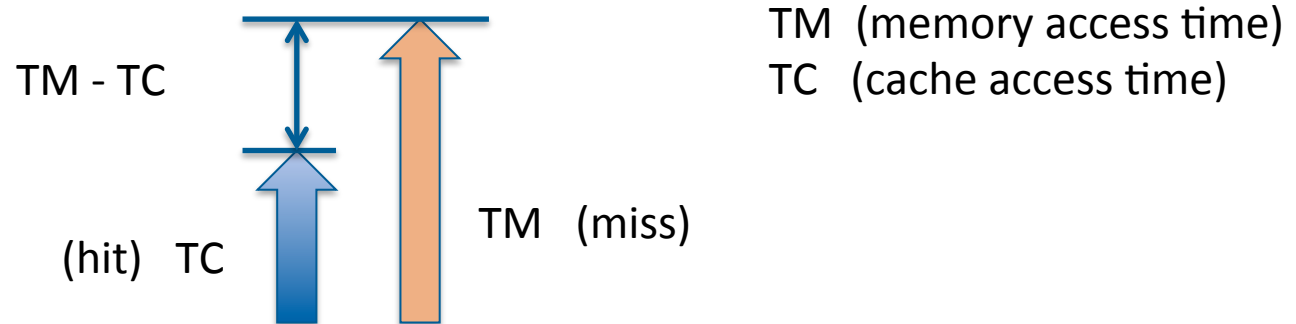 TM (memory access time)
TC (cache access time)
TM - TC
TM (miss)
(hit) TC